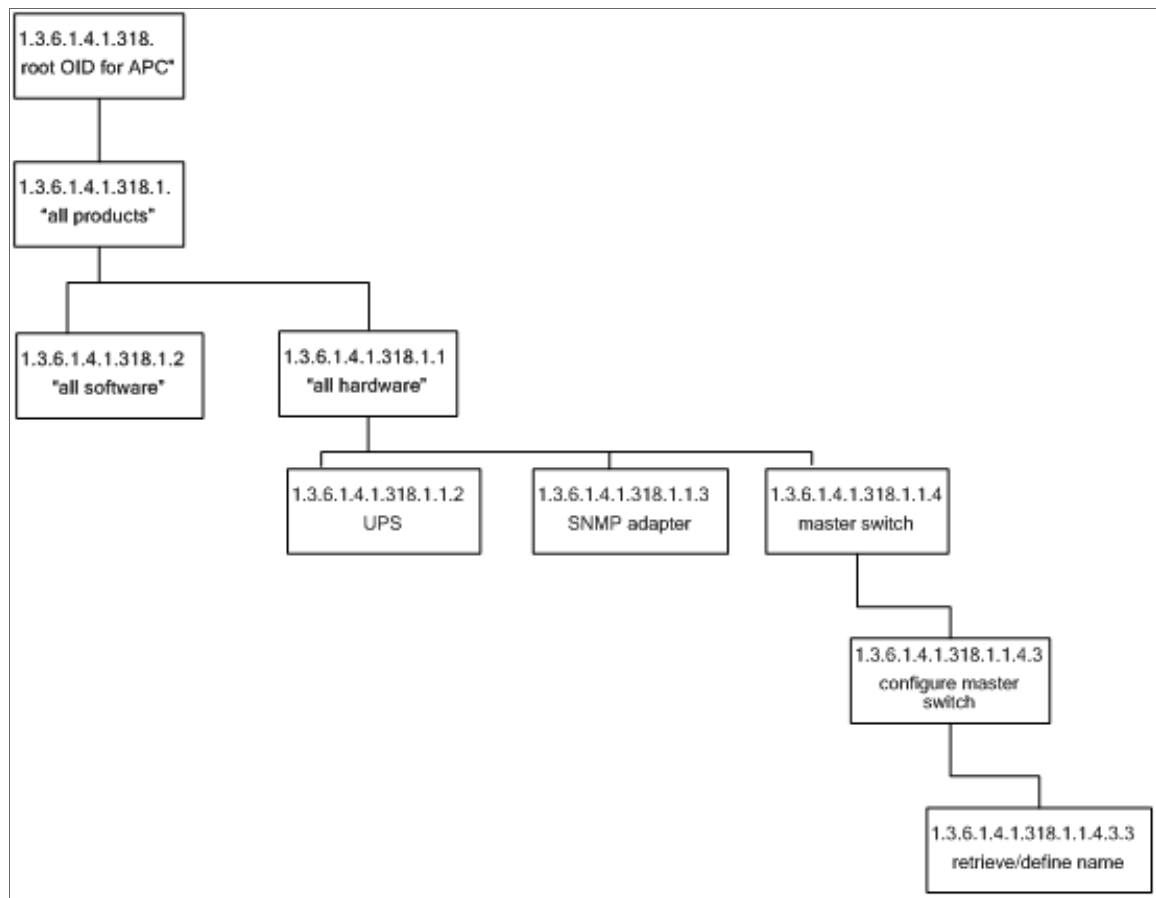 1.3.6.1.4.1.318.
root OID for APC"
1.3.6.1.4.1.318.1.
"all products"
1.3.6.1.4.1.318.1.2
"all software"
1.3.6.1.4.1.318.1.1
"all hardware"
1.3.6.1.4.1.318.1.1.2
UPS
1.3.6.1.4.1.318.1.1.3
SNMP adapter
1.3.6.1.4.1.318.1.1.4
master switch
1.3.6.1.4.1.318.1.1.4.3
configure master
switch
1.3.6.1.4.1.318.1.1.4.3.3
retrieve/define name